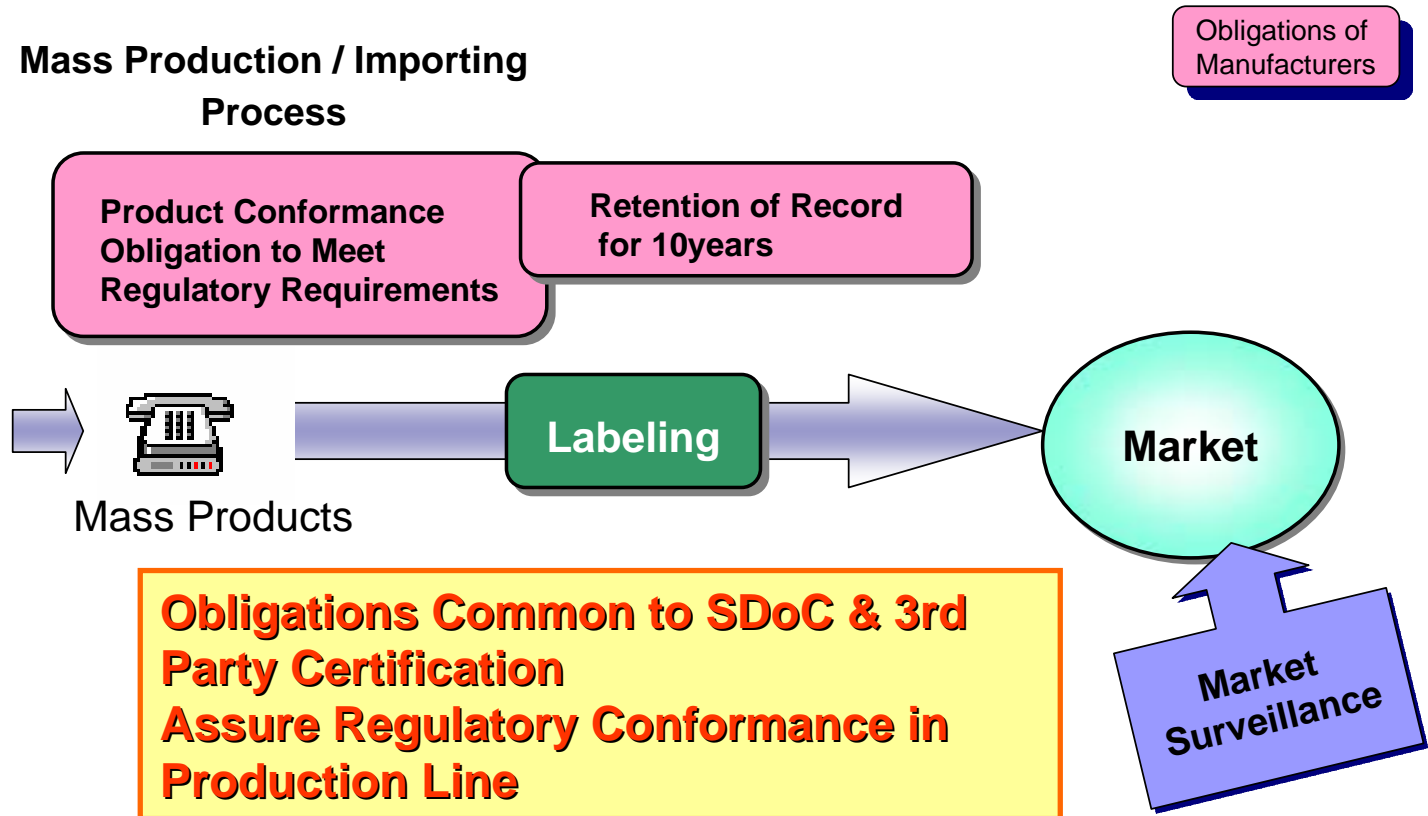 Obligations of
Manufacturers
Mass Production / Importing
Process
Product Conformance
Obligation to Meet
Regulatory Requirements
Retention of Record
for 10years
Labeling
Market
Mass Products
Obligations Common to SDoC & 3rd
Party Certification
Assure Regulatory Conformance in
Production Line
Market
Surveillance